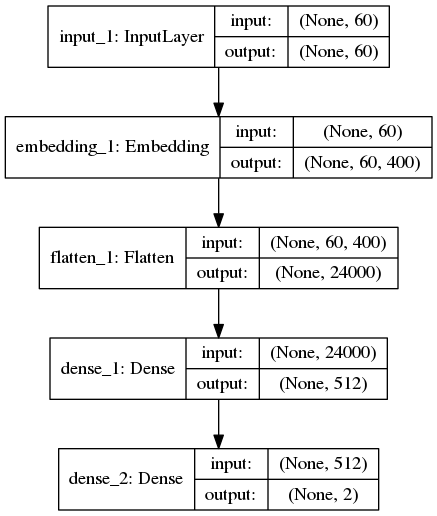 input_1: InputLayer
input: (None, 60)
output: (None, 60)
embedding_1: Embedding
input: (None, 60)
output: (None, 60, 400)
flatten_1: Flatten
input: (None, 60, 400)
output: (None, 24000)
dense_1: Dense
input: (None, 24000)
output: (None, 512)
dense_2: Dense
input: (None, 512)
output: (None, 2)